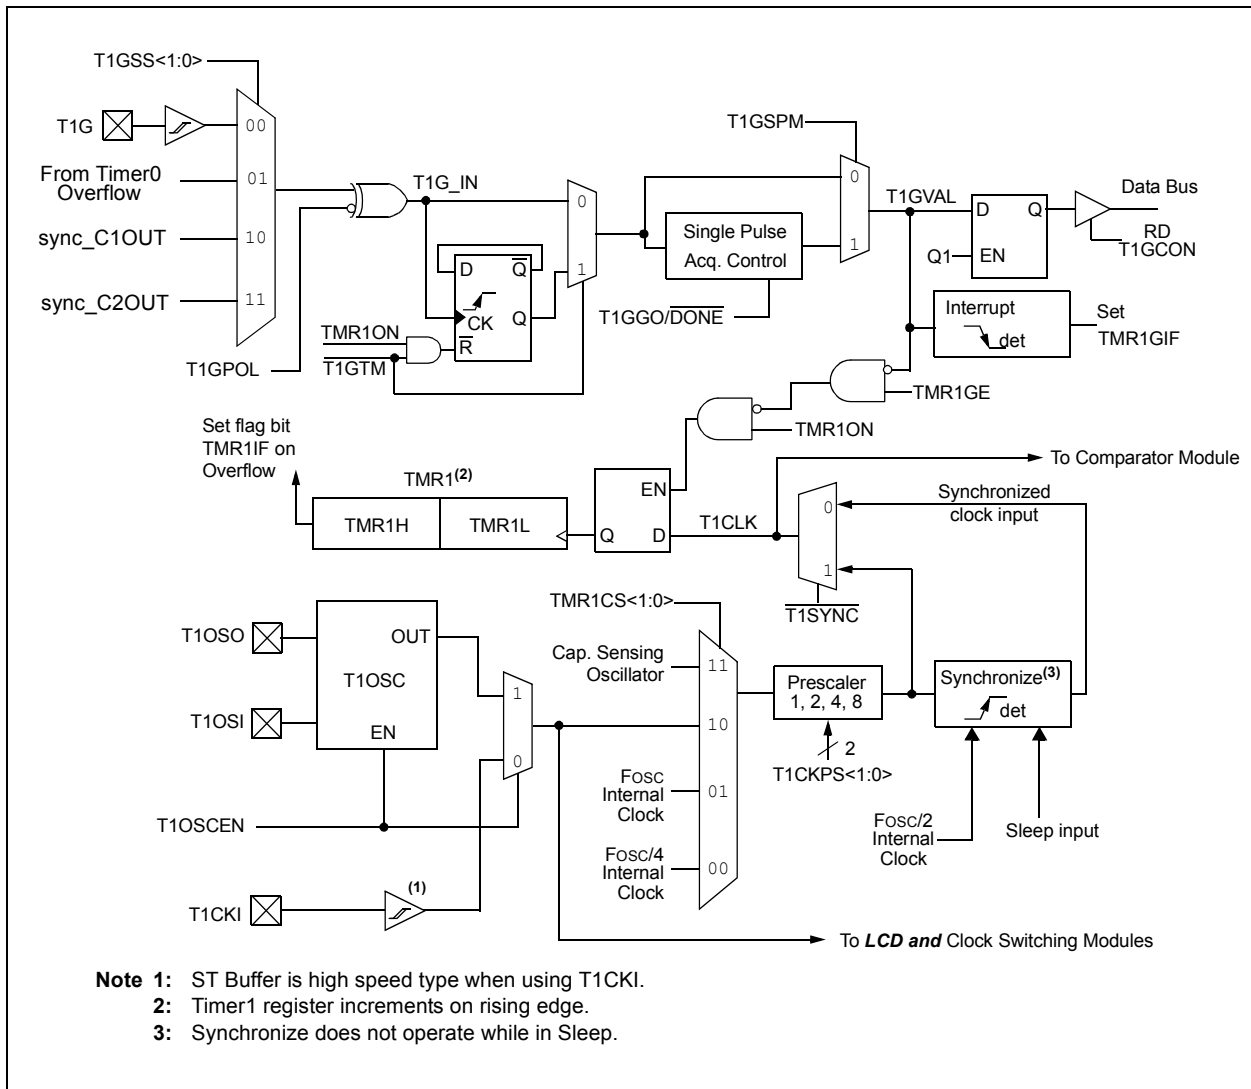 T1GSS<1:0>
T1G
00
From Timer0
Overflow
01
sync_C1OUT
10
sync_C2OUT
11
T1GPOL
T1G_IN
0
1
D
Q
CK
Q
R
TMR1ON
T1GTM
T1GSPM
0
1
Single Pulse
Acq. Control
T1GGO/DONE
T1GVAL
D
Q
Q1
EN
Data Bus
RD
T1GCON
Interrupt
det
Set
TMR1GIF
TMR1GE
TMR1ON
Set flag bit
TMR1IF on
Overflow
TMR1(2)
TMR1H
TMR1L
EN
Q
D
T1CLK
To Comparator Module
0
1
Synchronized
clock input
T1SYNC
T1OSO
T1OSI
OUT
T1OSC
EN
1
0
T1OSCEN
T1CKI
(1)
TMR1CS<1:0>
Cap. Sensing
Oscillator
11
10
FOSC
Internal
Clock
01
FOSC/4
Internal
Clock
00
Prescaler
1, 2, 4, 8
2
T1CKPS<1:0>
Synchronize(3)
det
FOSC/2
Internal
Clock
Sleep input
To LCD and Clock Switching Modules
Note 1: ST Buffer is high speed type when using T1CKI.
2: Timer1 register increments on rising edge.
3: Synchronize does not operate while in Sleep.